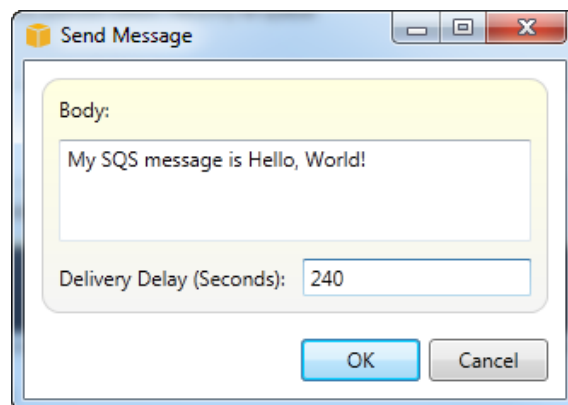 Send Message
Body:
My SQS message is Hello, World!
Delivery Delay (Seconds): 240
OK Cancel